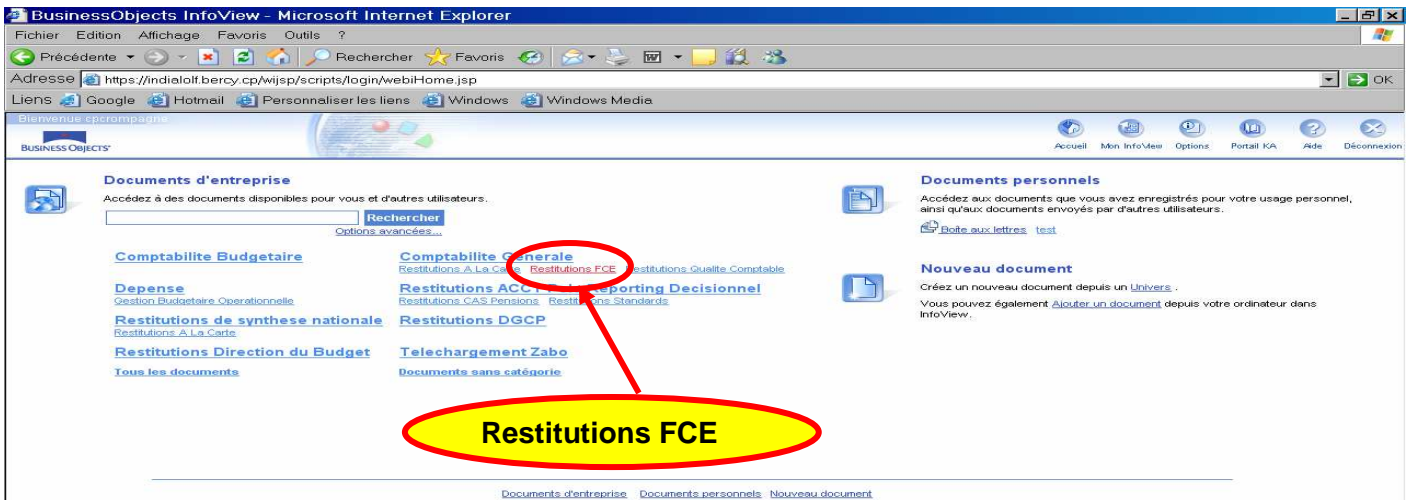 BusinessObjects InfoView - Microsoft Internet Explorer
Fichier Edition Affichage Favoris Outils ?
Précédente Rechercher Favoris
Adresse https://indialolf.bercy.cp/wijsp/scripts/login/webiHome.jsp OK
Liens Google Hotmail Personnaliser les liens Windows Windows Media
Bienvenue cpcrompagne
BUSINESS OBJECTS
Accueil Mon InfoView Options Portail KA Aide Déconnexion
Documents d'entreprise
Accédez à des documents disponibles pour vous et d'autres utilisateurs.
Rechercher
Options avancées...
Comptabilite Budgetaire
Comptabilite Generale
Restitutions A La Carte Restitutions FCE Restitutions Qualite Comptable
Depense
Gestion Budgetaire Operationnelle
Restitutions ACCT Reporting Decisionnel
Restitutions CAS Pensions Restitutions Standards
Restitutions de synthese nationale
Restitutions A La Carte
Restitutions DGCP
Restitutions Direction du Budget
Telechargement Zabo
Tous les documents
Documents sans catégorie
Documents personnels
Accédez aux documents que vous avez enregistrés pour votre usage personnel,
ainsi qu'aux documents envoyés par d'autres utilisateurs.
Boîte aux lettres test
Nouveau document
Créez un nouveau document depuis un Univers .
Vous pouvez également Ajouter un document depuis votre ordinateur dans
InfoView.
Restitutions FCE
Documents d'entreprise Documents personnels Nouveau document